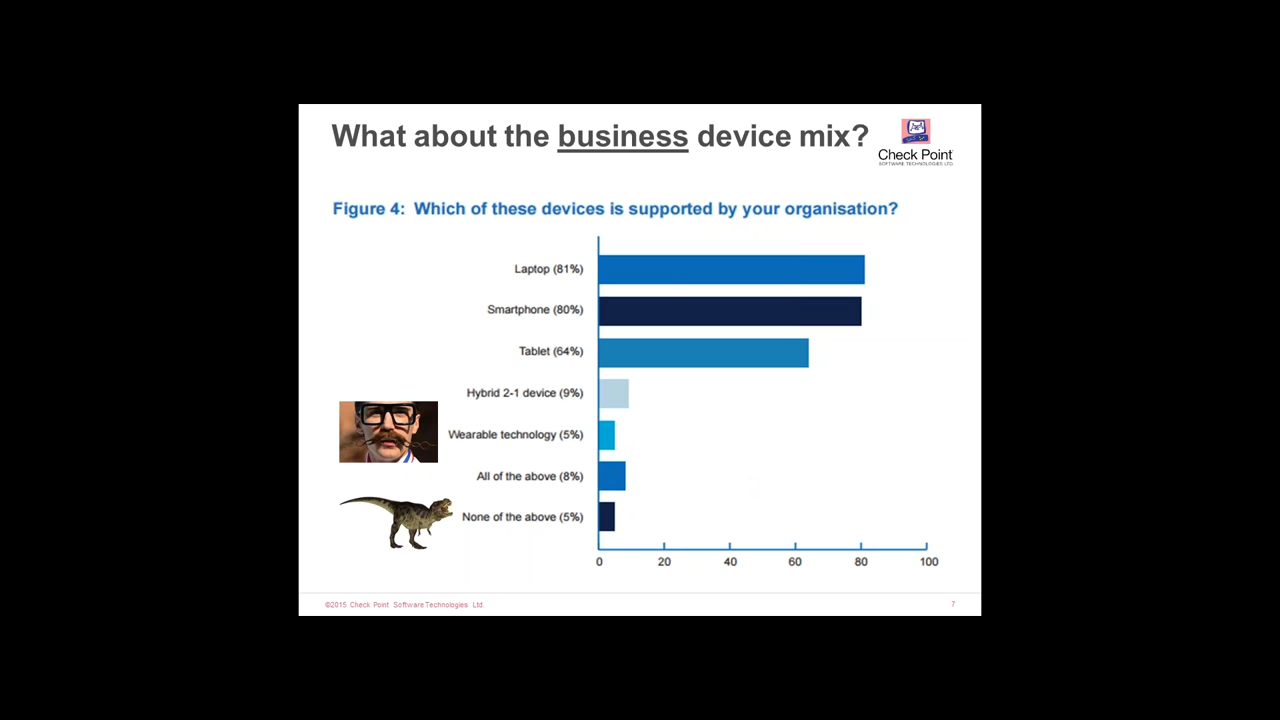 What about the business device mix?
Check Point
SOFTWARE TECHNOLOGIES LTD.
Figure 4: Which of these devices is supported by your organisation?
Laptop (81%)
Smartphone (80%)
Tablet (64%)
Hybrid 2-1 device (9%)
Wearable technology (5%)
All of the above (8%)
None of the above (5%)
0 20 40 60 80 100
©2015 Check Point Software Technologies Ltd.
7